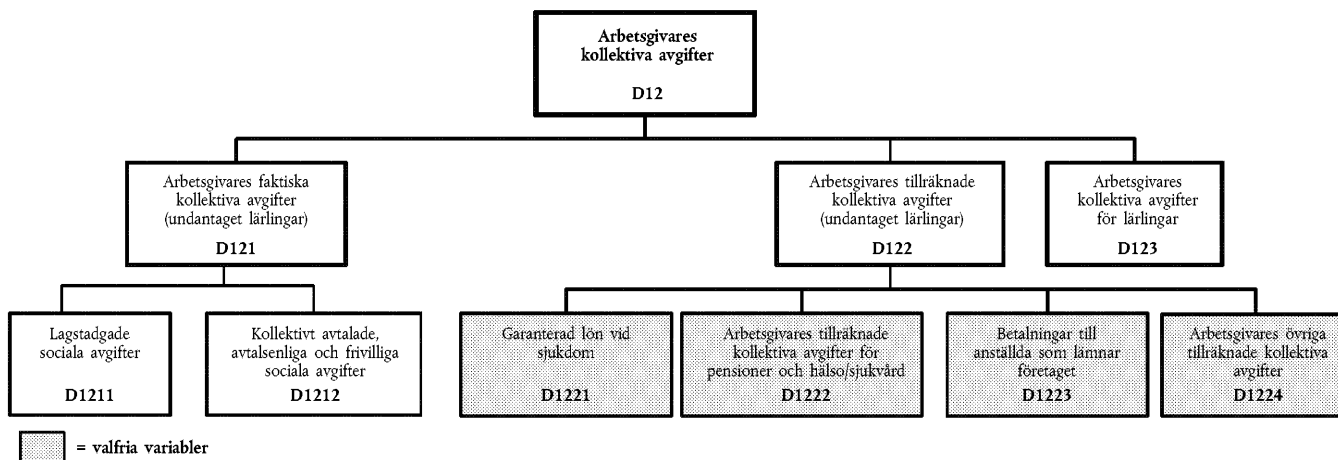 Arbetsgivares
kollektiva avgifter
D12
Arbetsgivares faktiska
kollektiva avgifter
(undantaget lärlingar)
D121
Arbetsgivares tillräknade
kollektiva avgifter
(undantaget lärlingar)
D122
Arbetsgivares
kollektiva avgifter
för lärlingar
D123
Lagstadgade
sociala avgifter
D1211
Kollektivt avtalade,
avtalsenliga och frivilliga
sociala avgifter
D1212
Garanterad lön vid
sjukdom
D1221
Arbetsgivares tillräknade
kollektiva avgifter för
pensioner och hälso/sjukvård
D1222
Betalningar till
anställda som lämnar
företaget
D1223
Arbetsgivares övriga
tillräknade kollektiva
avgifter
D1224
= valfria variabler